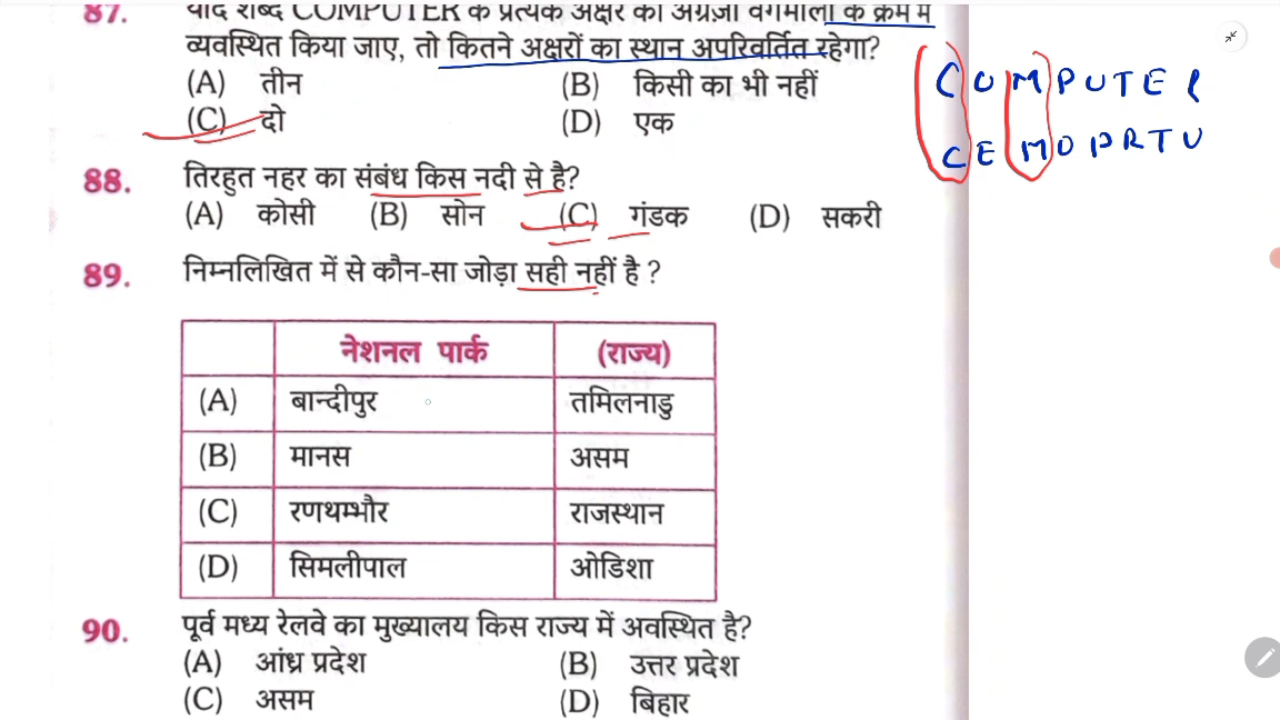 87. यदि शब्द COMPUTER के प्रत्येक अक्षर को अंग्रेजी वर्णमाला के क्रम में
व्यवस्थित किया जाए, तो कितने अक्षरों का स्थान अपरिवर्तित रहेगा?
(A) तीन (B) किसी का भी नहीं
(C) दो (D) एक
C O M P U T E R
C E M O P R T U
88. तिरहुत नहर का संबंध किस नदी से है?
(A) कोसी (B) सोन (C) गंडक (D) सकरी
89. निम्नलिखित में से कौन-सा जोड़ा सही नहीं है ?
नेशनल पार्क (राज्य)
(A) बान्दीपुर तमिलनाडु
(B) मानस असम
(C) रणथम्भौर राजस्थान
(D) सिमलीपाल ओडिशा
90. पूर्व मध्य रेलवे का मुख्यालय किस राज्य में अवस्थित है?
(A) आंध्र प्रदेश (B) उत्तर प्रदेश
(C) असम (D) बिहार